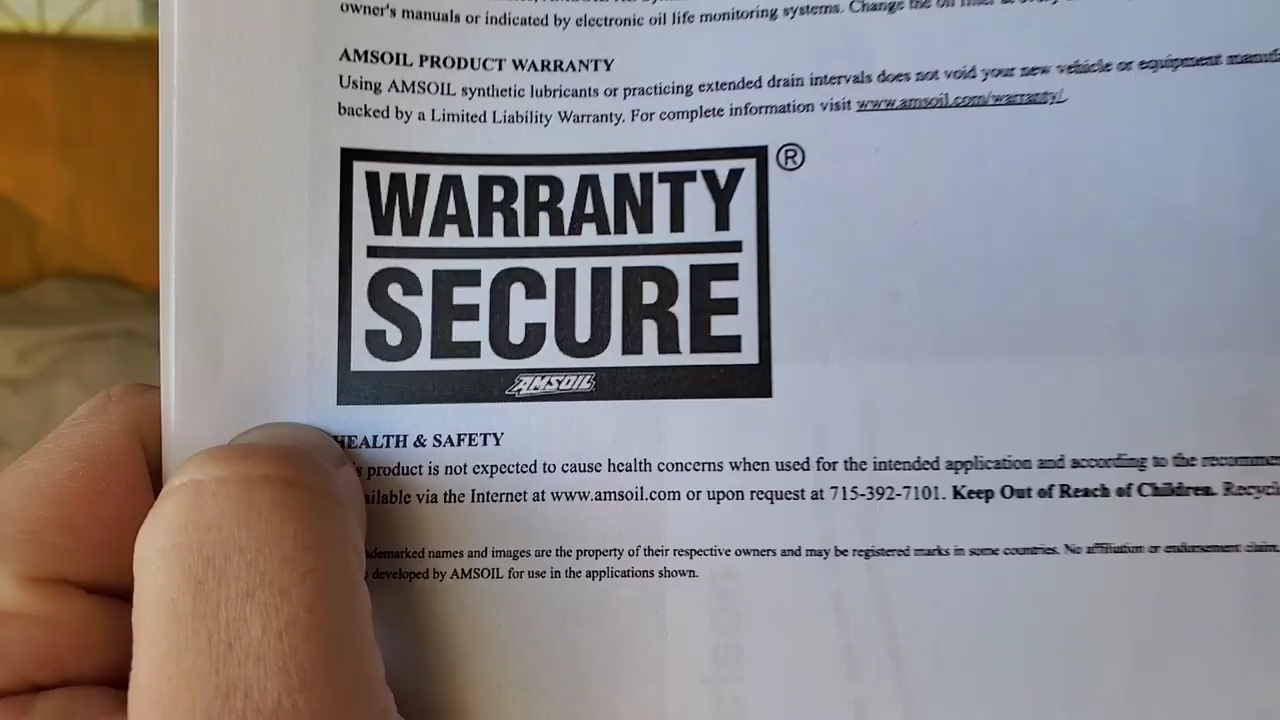 owner's manuals or indicated by electronic oil life monitoring systems. Change the oil
AMSOIL PRODUCT WARRANTY
Using AMSOIL synthetic lubricants or practicing extended drain intervals does not void your new vehicle or equipment
backed by a Limited Liability Warranty. For complete information visit www.amsoil.com/warranty/.
WARRANTY ®
SECURE
AMSOIL
HEALTH & SAFETY
s product is not expected to cause health concerns when used for the intended application and according to the
ailable via the Internet at www.amsoil.com or upon request at 715-392-7101. Keep Out of Reach of Children.
demarked names and images are the property of their respective owners and may be registered marks in some countries. No affiliation or endorsement claim,
developed by AMSOIL for use in the applications shown.